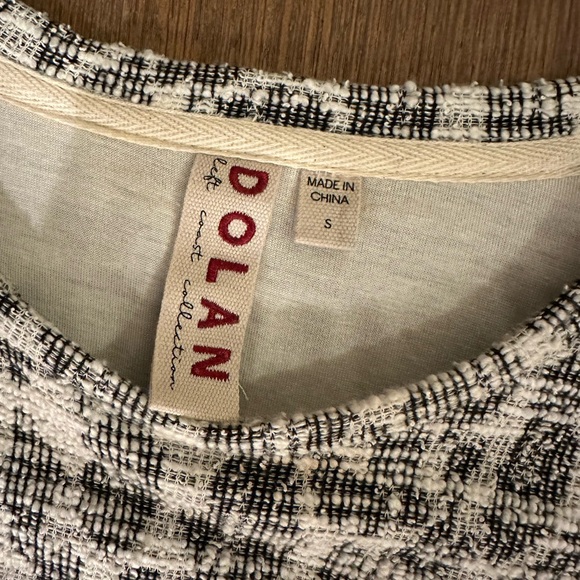 DOLAN
left coast collection
MADE IN
CHINA
S